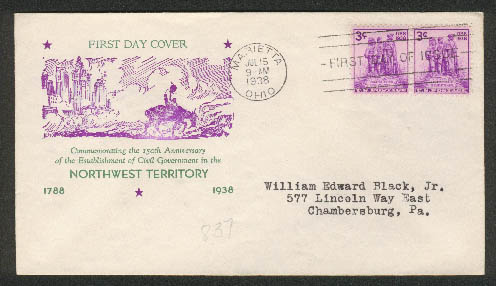 FIRST DAY COVER
Commemorating the 150th Anniversary
of the Establishment of Civil Government in the
NORTHWEST TERRITORY
1788 1938
MARIETTA
JUL 15
9 AM
1938
OHIO
FIRST DAY OF ISSUE
3¢
3¢
William Edward Black, Jr.
577 Lincoln Way East
Chambersburg, Pa.
837